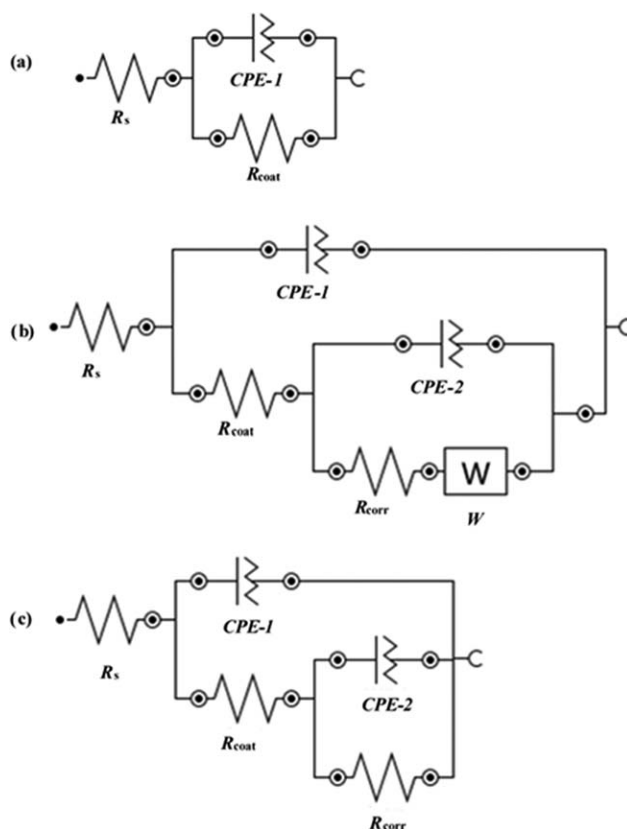 (a)
CPE-1
Rs
Rcoat
(b)
CPE-1
Rs
CPE-2
Rcoat
W
Rcorr
W
(c)
CPE-1
Rs
CPE-2
Rcoat
Rcorr